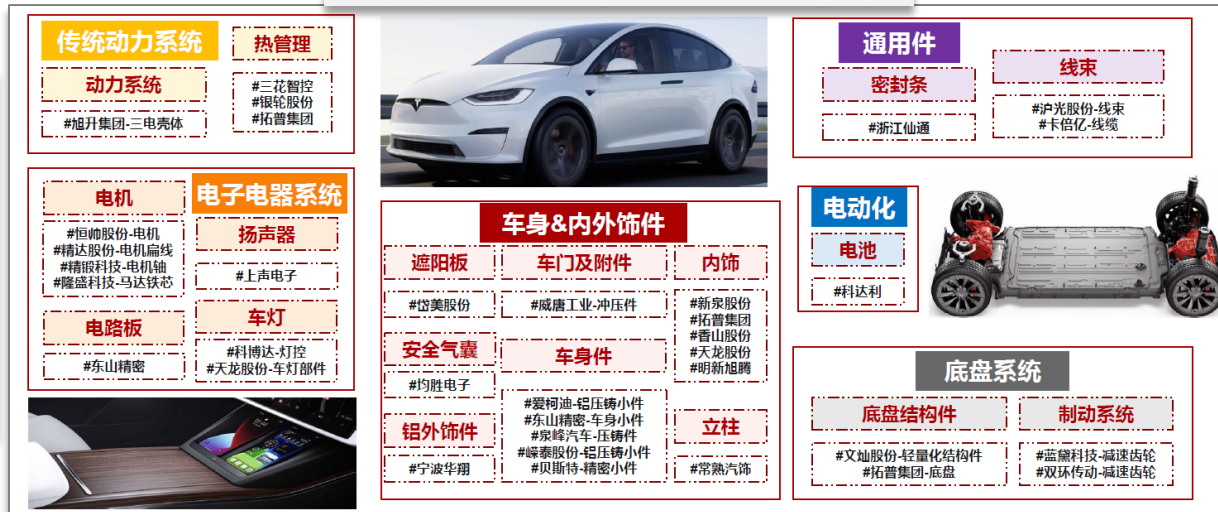 传统动力系统
热管理
动力系统
#旭升集团-三电壳体
#三花智控
#银轮股份
#拓普集团
电机
电子电器系统
#恒帅股份-电机
#精达股份-电机扁线
#精锻科技-电机轴
#隆盛科技-马达铁芯
扬声器
#上声电子
电路板
#东山精密
车灯
#科博达-灯控
#天龙股份-车灯部件
车身&内外饰件
遮阳板
#岱美股份
车门及附件
#威唐工业-冲压件
内饰
#新泉股份
#拓普集团
#香山股份
#天龙股份
#明新旭腾
安全气囊
#均胜电子
车身件
#爱柯迪-铝压铸小件
#东山精密-车身小件
#泉峰汽车-压铸件
#嵘泰股份-铝压铸小件
#贝斯特-精密小件
铝外饰件
#宁波华翔
立柱
#常熟汽饰
通用件
密封条
#浙江仙通
线束
#沪光股份-线束
#卡倍亿-线缆
电动化
电池
#科达利
底盘系统
底盘结构件
#文灿股份-轻量化结构件
#拓普集团-底盘
制动系统
#蓝黛科技-减速齿轮
#双环传动-减速齿轮